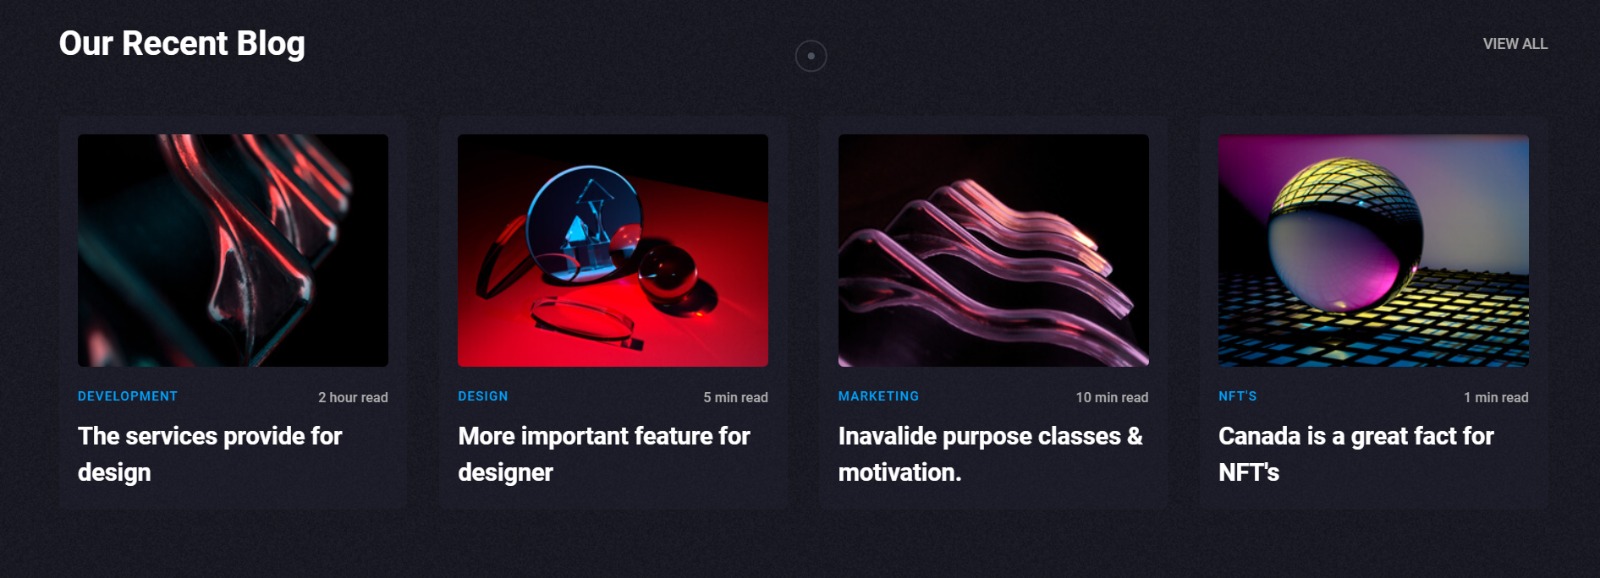 Our Recent Blog
VIEW ALL
DEVELOPMENT
2 hour read
The services provide for
design
DESIGN
5 min read
More important feature for
designer
MARKETING
10 min read
Inavalide purpose classes &
motivation.
NFT'S
1 min read
Canada is a great fact for
NFT's